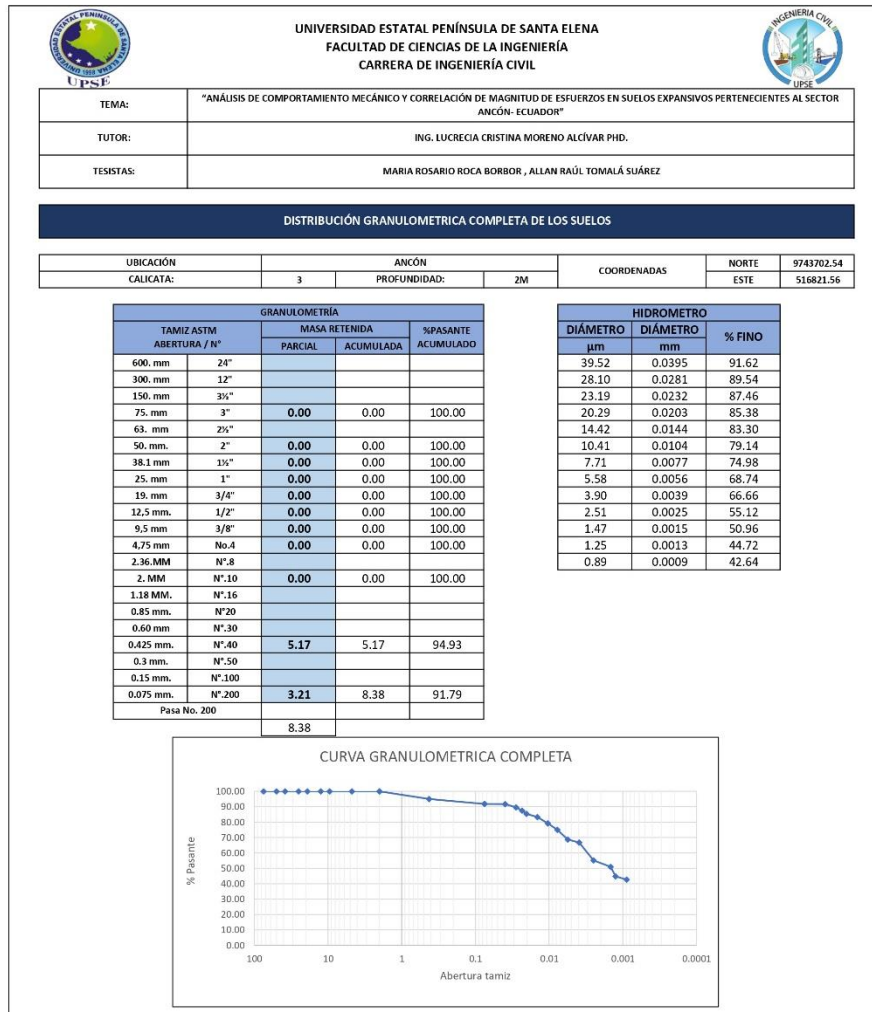 UNIVERSIDAD ESTATAL PENÍNSULA DE SANTA ELENA
FACULTAD DE CIENCIAS DE LA INGENIERÍA
CARRERA DE INGENIERÍA CIVIL
UNIVERSIDAD ESTATAL PENINSULA DE SANTA ELENA
UPSE
INGENIERIA CIVIL
UPSE
TEMA: "ANÁLISIS DE COMPORTAMIENTO MECÁNICO Y CORRELACIÓN DE MAGNITUD DE ESFUERZOS EN SUELOS EXPANSIVOS PERTENECIENTES AL SECTOR
ANCÓN- ECUADOR"
TUTOR: ING. LUCRECIA CRISTINA MORENO ALCÍVAR PHD.
TESISTAS: MARIA ROSARIO ROCA BORBOR , ALLAN RAÚL TOMALÁ SUÁREZ
DISTRIBUCIÓN GRANULOMETRICA COMPLETA DE LOS SUELOS
UBICACIÓN ANCÓN COORDENADAS NORTE 9743702.54
CALICATA: 3 PROFUNDIDAD: 2M ESTE 516821.56
GRANULOMETRÍA
TAMIZ ASTM MASA RETENIDA %PASANTE
ABERTURA / N° PARCIAL ACUMULADA ACUMULADO
600. mm 24"
300. mm 12"
150. mm 3½"
75. mm 3" 0.00 0.00 100.00
63. mm 2½"
50. mm. 2" 0.00 0.00 100.00
38.1 mm 1½" 0.00 0.00 100.00
25. mm 1" 0.00 0.00 100.00
19. mm 3/4" 0.00 0.00 100.00
12,5 mm. 1/2" 0.00 0.00 100.00
9,5 mm 3/8" 0.00 0.00 100.00
4,75 mm No.4 0.00 0.00 100.00
2.36.MM N°.8
2. MM N°.10 0.00 0.00 100.00
1.18 MM. N°.16
0.85 mm. N°20
0.60 mm N°.30
0.425 mm. N°.40 5.17 5.17 94.93
0.3 mm. N°.50
0.15 mm. N°.100
0.075 mm. N°.200 3.21 8.38 91.79
Pasa No. 200
8.38
HIDROMETRO
DIÁMETRO DIÁMETRO % FINO
µm mm
39.52 0.0395 91.62
28.10 0.0281 89.54
23.19 0.0232 87.46
20.29 0.0203 85.38
14.42 0.0144 83.30
10.41 0.0104 79.14
7.71 0.0077 74.98
5.58 0.0056 68.74
3.90 0.0039 66.66
2.51 0.0025 55.12
1.47 0.0015 50.96
1.25 0.0013 44.72
0.89 0.0009 42.64
CURVA GRANULOMETRICA COMPLETA
% Pasante
100.00
90.00
80.00
70.00
60.00
50.00
40.00
30.00
20.00
10.00
0.00
100 10 1 0.1 0.01 0.001 0.0001
Abertura tamiz